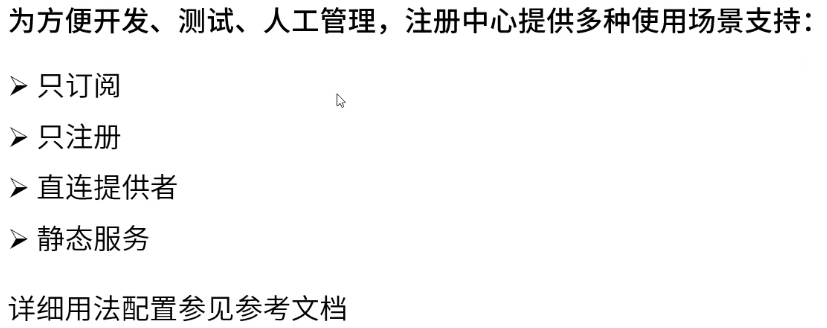 为方便开发、测试、人工管理，注册中心提供多种使用场景支持：
➢ 只订阅
➢ 只注册
➢ 直连提供者
➢ 静态服务
详细用法配置参见参考文档